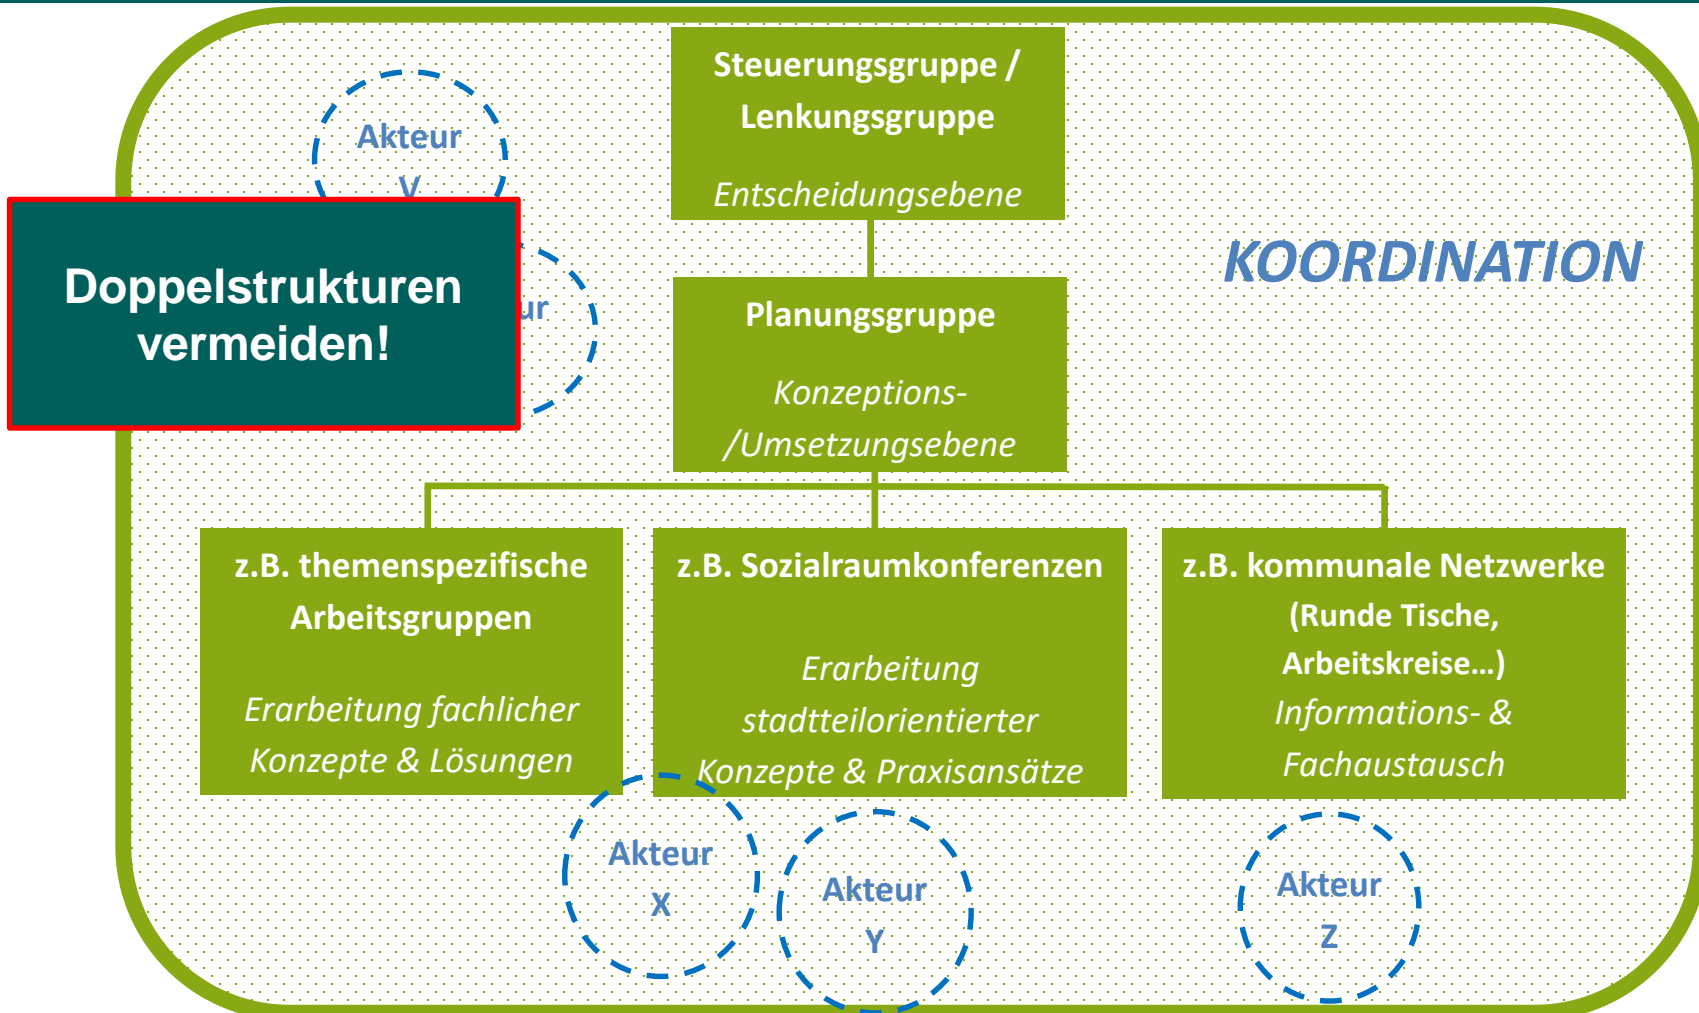 Steuerungsgruppe /
Lenkungsgruppe
Entscheidungsebene
Akteur
V
KOORDINATION
Doppelstrukturen
vermeiden!
Planungsgruppe
Konzeptions-
/Umsetzungsebene
z.B. themenspezifische
Arbeitsgruppen
Erarbeitung fachlicher
Konzepte & Lösungen
z.B. Sozialraumkonferenzen
Erarbeitung
stadtteilorientierter
Konzepte & Praxisansätze
z.B. kommunale Netzwerke
(Runde Tische,
Arbeitskreise…)
Informations- &
Fachaustausch
Akteur
X
Akteur
Y
Akteur
Z